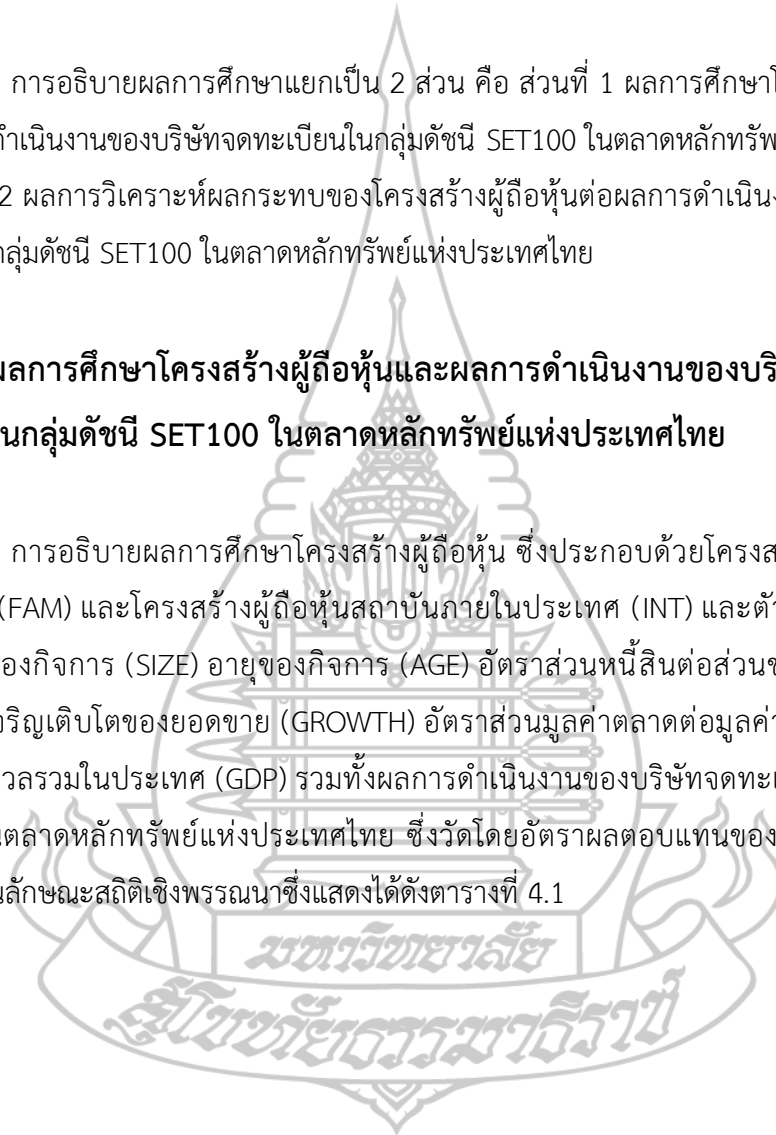 การอธิบายผลการศึกษาแยกเป็น 2 ส่วน คือ ส่วนที่ 1 ผลการศึกษาโ
ดำเนินงานของบริษัทจดทะเบียนในกลุ่มดัชนี SET100 ในตลาดหลักทรัพ
2 ผลการวิเคราะห์ผลกระทบของโครงสร้างผู้ถือหุ้นต่อผลการดำเนินง
กลุ่มดัชนี SET100 ในตลาดหลักทรัพย์แห่งประเทศไทย
ผลการศึกษาโครงสร้างผู้ถือหุ้นและผลการดำเนินงานของบริ
นกลุ่มดัชนี SET100 ในตลาดหลักทรัพย์แห่งประเทศไทย
การอธิบายผลการศึกษาโครงสร้างผู้ถือหุ้น ซึ่งประกอบด้วยโครงส
(FAM) และโครงสร้างผู้ถือหุ้นสถาบันภายในประเทศ (INT) และตัว
องกิจการ (SIZE) อายุของกิจการ (AGE) อัตราส่วนหนี้สินต่อส่วนข
จริญเติบโตของยอดขาย (GROWTH) อัตราส่วนมูลค่าตลาดต่อมูลค่า
วลรวมในประเทศ (GDP) รวมทั้งผลการดำเนินงานของบริษัทจดทะเ
นตลาดหลักทรัพย์แห่งประเทศไทย ซึ่งวัดโดยอัตราผลตอบแทนของ
นลักษณะสถิติเชิงพรรณนาซึ่งแสดงได้ดังตารางที่ 4.1
มหาวิทยาลัย
สุโขทัยธรรมาธิราช